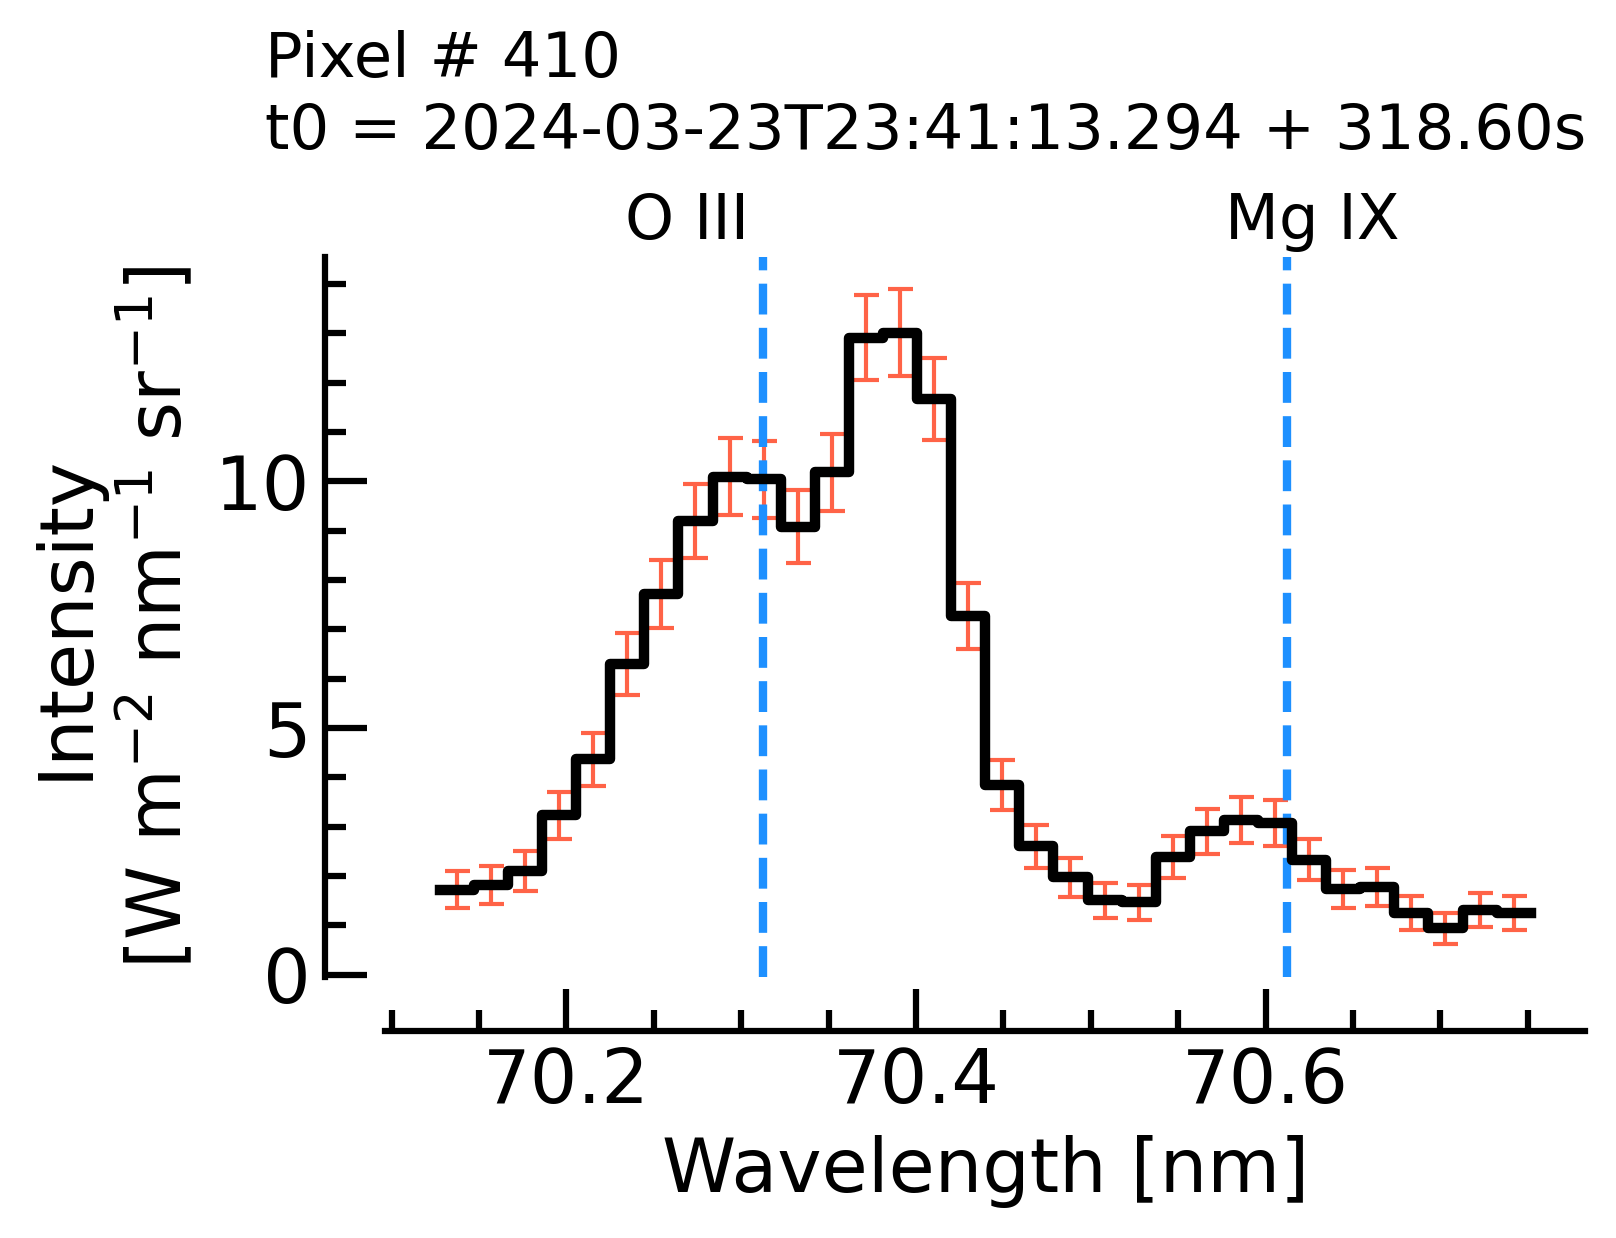 Pixel # 410
t0 = 2024-03-23T23:41:13.294 + 318.60s
O III Mg IX
Intensity
[W m⁻² nm⁻¹ sr⁻¹]
10
5
0
70.2 70.4 70.6
Wavelength [nm]